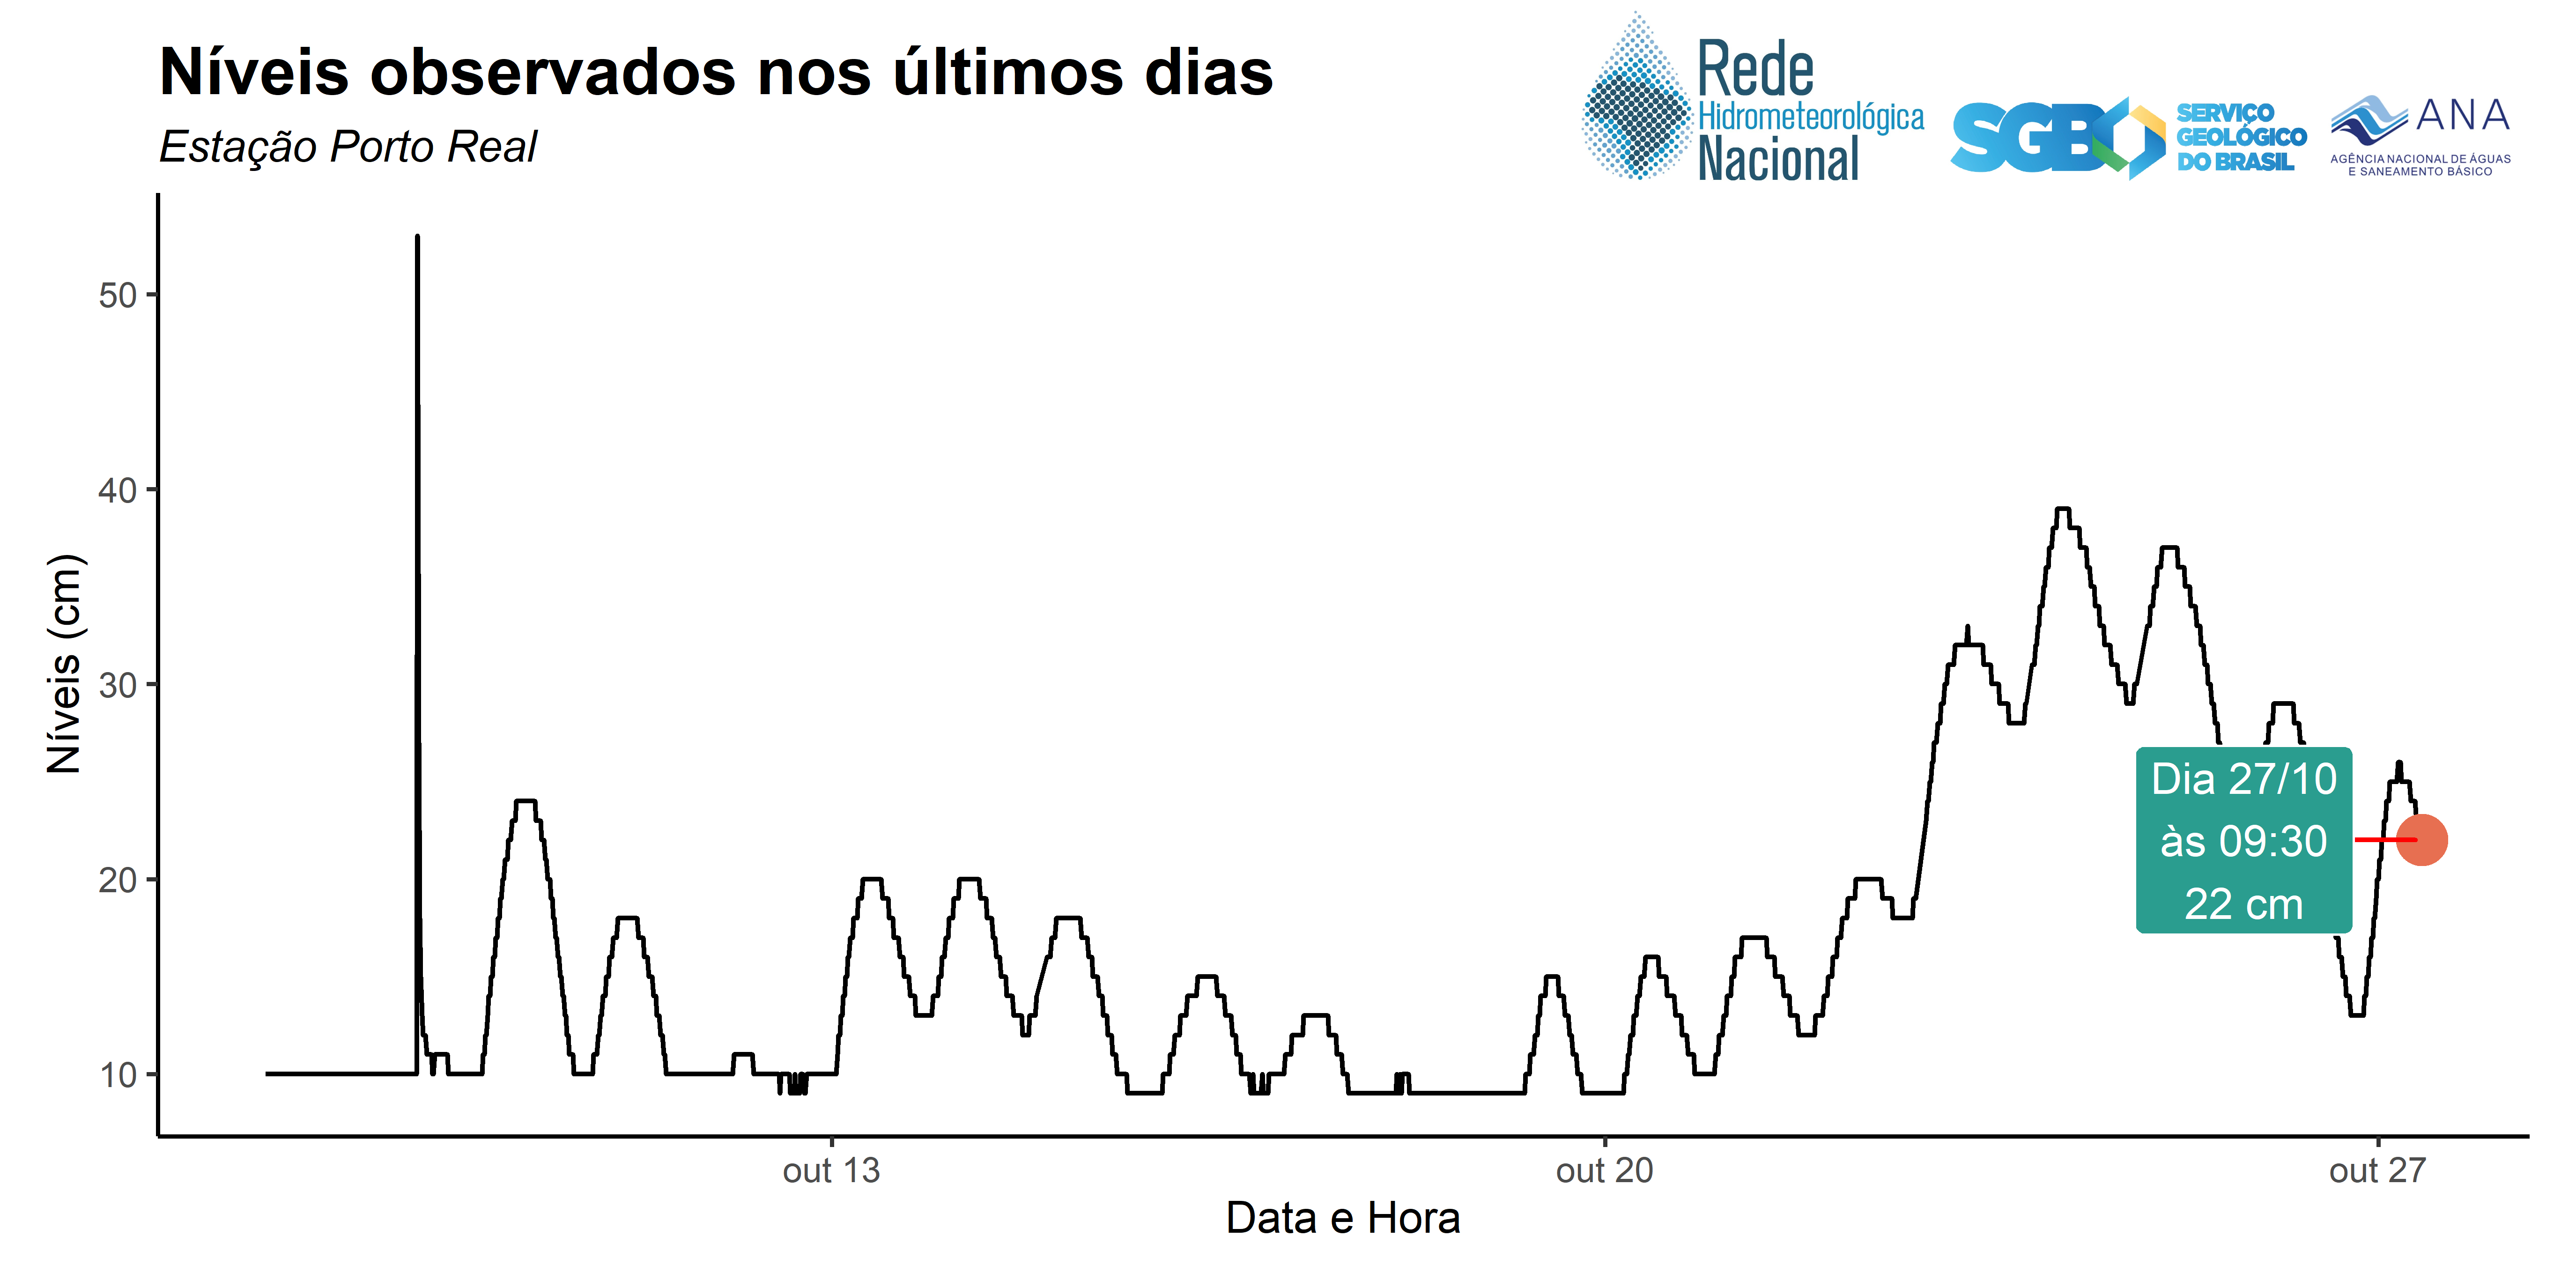 Níveis observados nos últimos dias
Estação Porto Real
Rede
Hidrometeorológica
Nacional
SGB
SERVIÇO
GEOLÓGICO
DO BRASIL
ANA
AGÊNCIA NACIONAL DE ÁGUAS
E SANEAMENTO BÁSICO
Níveis (cm)
50
40
30
20
10
Dia 27/10
às 09:30
22 cm
out 13
out 20
out 27
Data e Hora